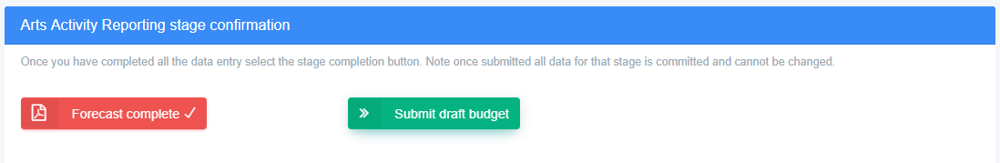 Arts Activity Reporting stage confirmation
Once you have completed all the data entry select the stage completion button. Note once submitted all data for that stage is committed and cannot be changed.
Forecast complete ✓
Submit draft budget